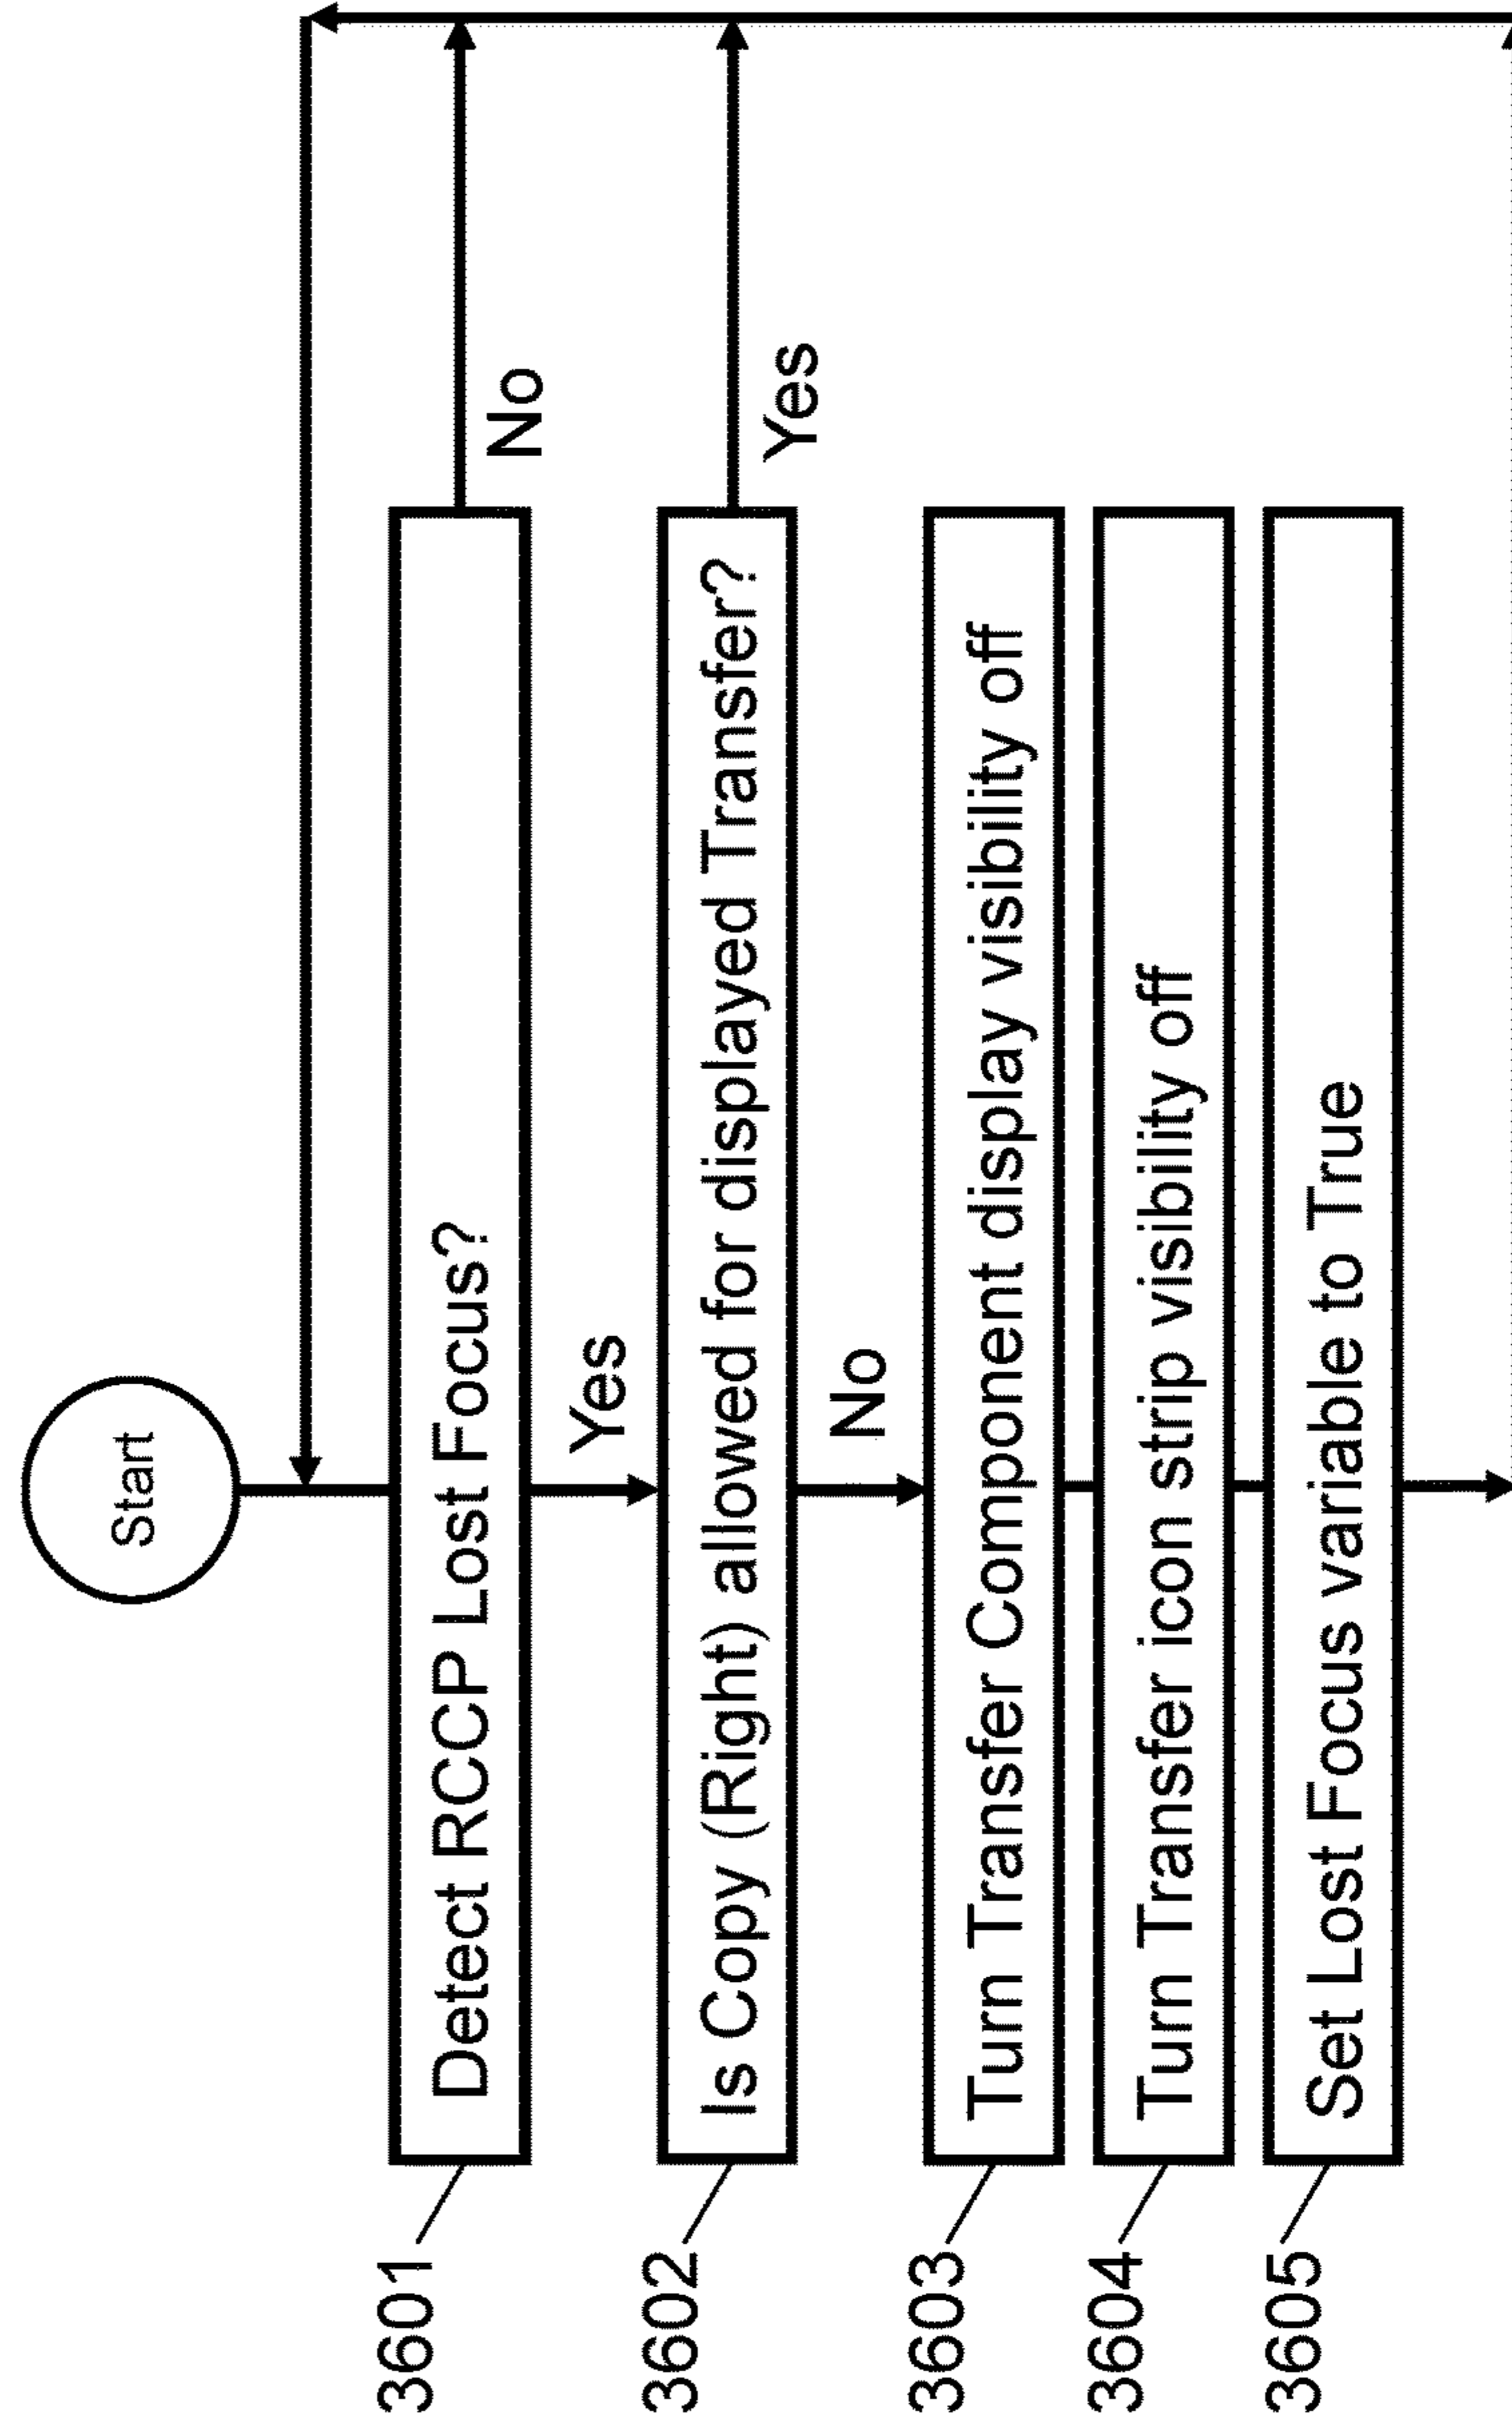 Start
3601
Detect RCCP Lost Focus?
No
Yes
3602
Is Copy (Right) allowed for displayed Transfer?
Yes
No
3603
Turn Transfer Component display visibility off
3604
Turn Transfer icon strip visibility off
3605
Set Lost Focus variable to True